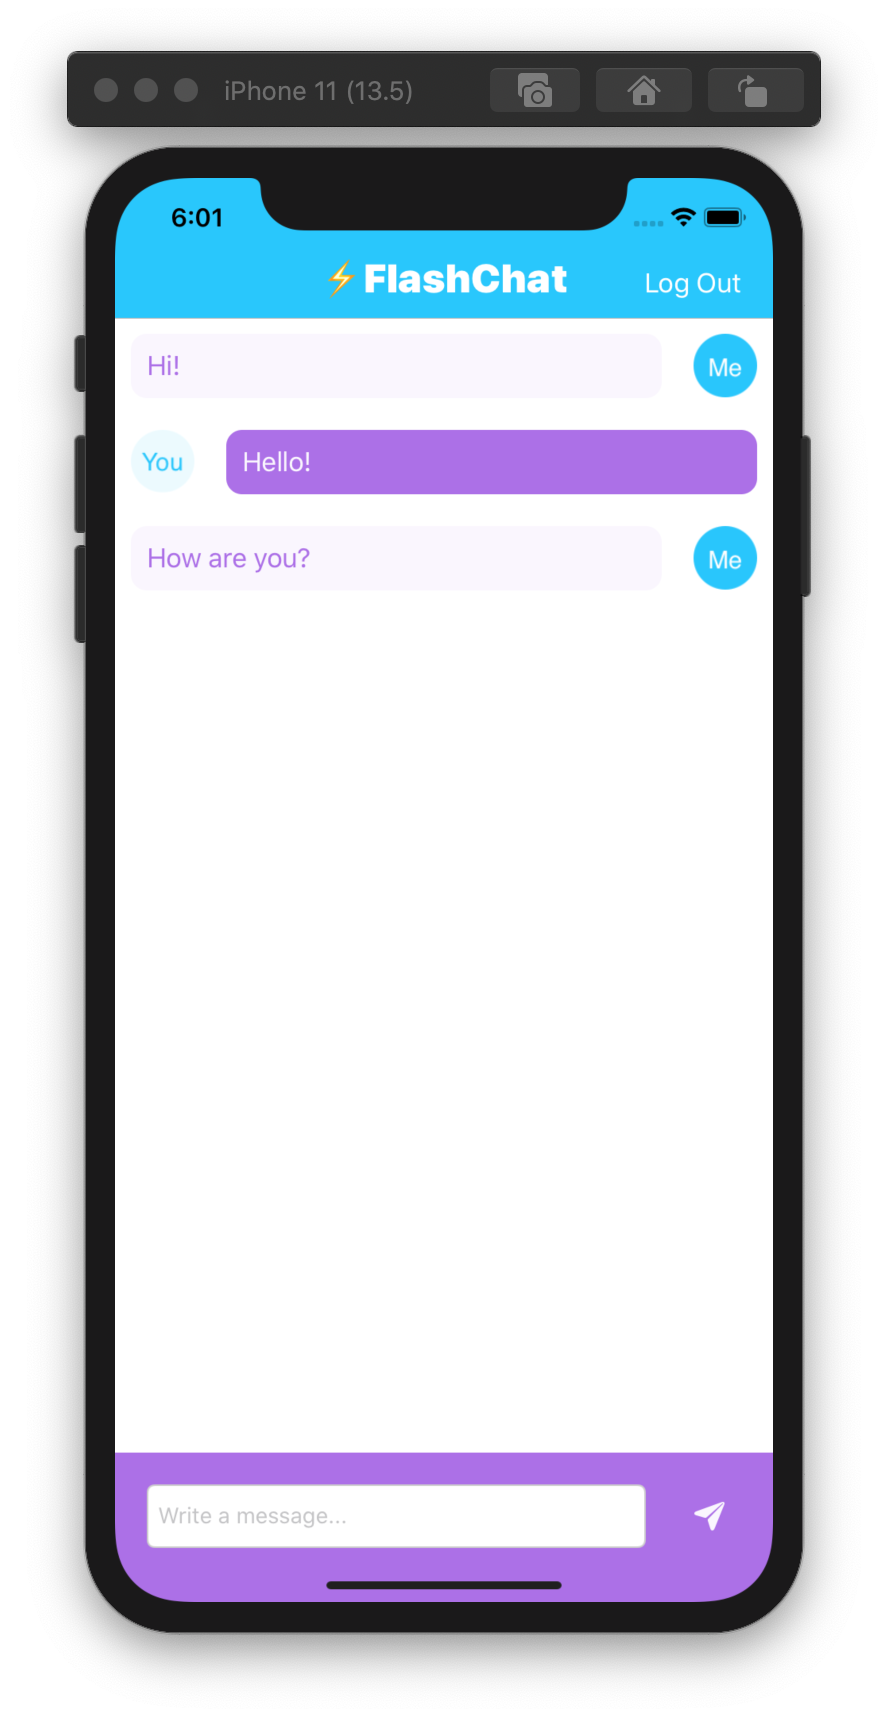 iPhone 11 (13.5)
6:01
⚡FlashChat
Log Out
Hi!
Me
You
Hello!
How are you?
Me
Write a message...